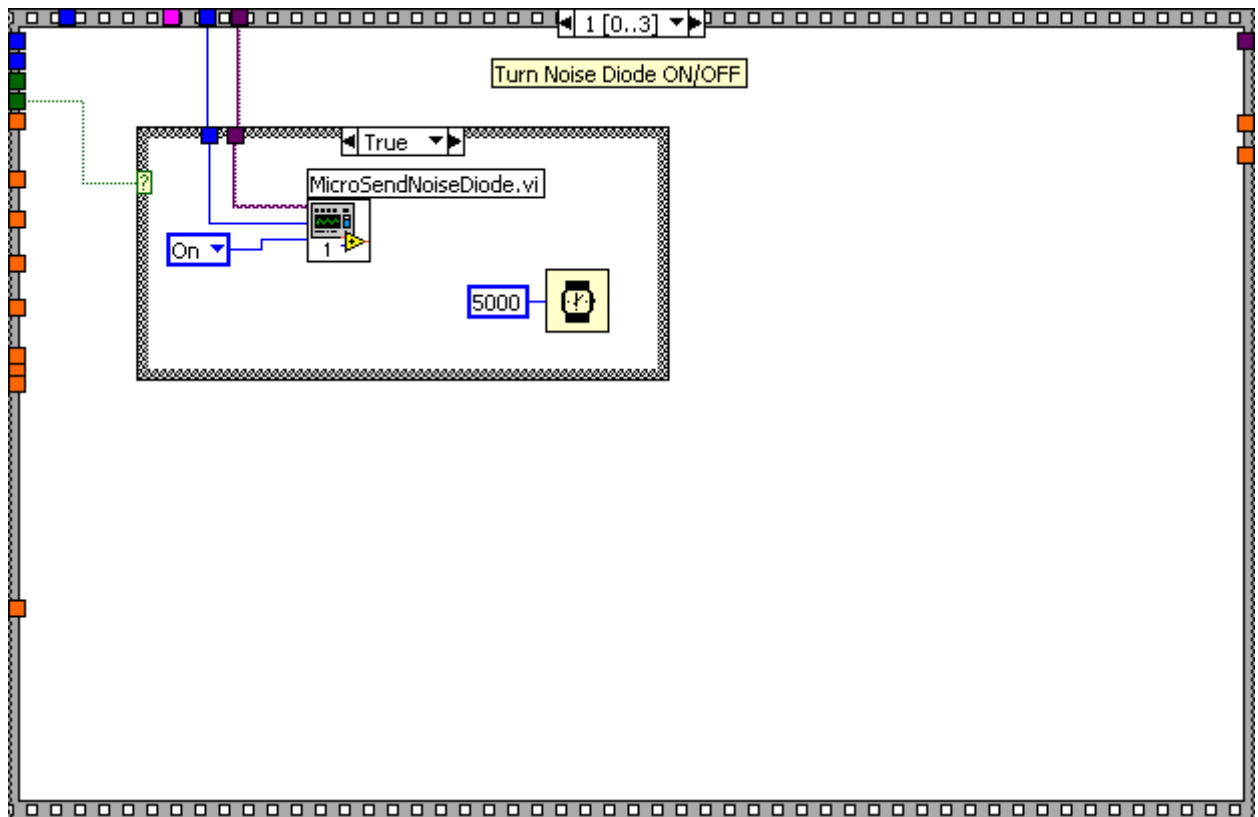 1 [0..3]
Turn Noise Diode ON/OFF
True
?
MicroSendNoiseDiode.vi
On
1
5000